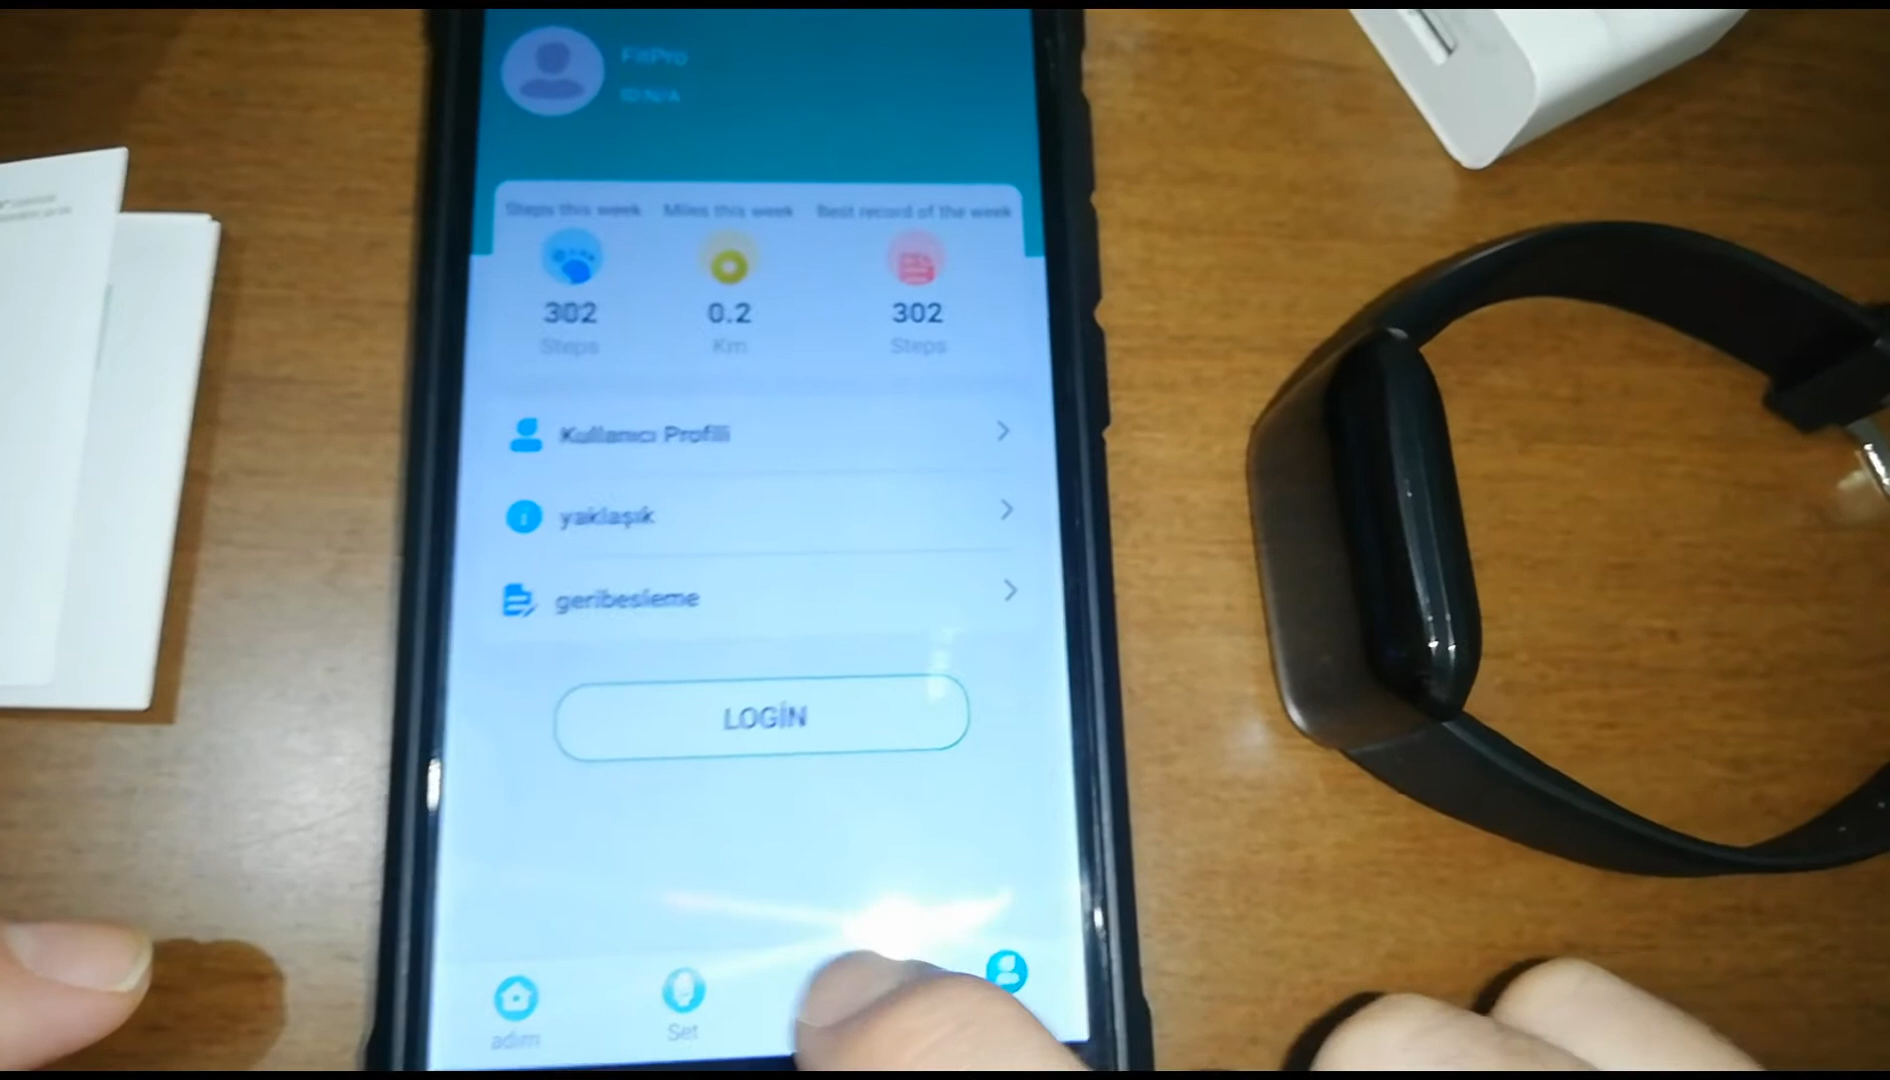 FitPro
ID:N/A
Steps this week Miles this week Best record of the week
302 0.2 302
Steps Km Steps
Kullanıcı Profili
yaklaşık
geribesleme
LOGİN
adım Set